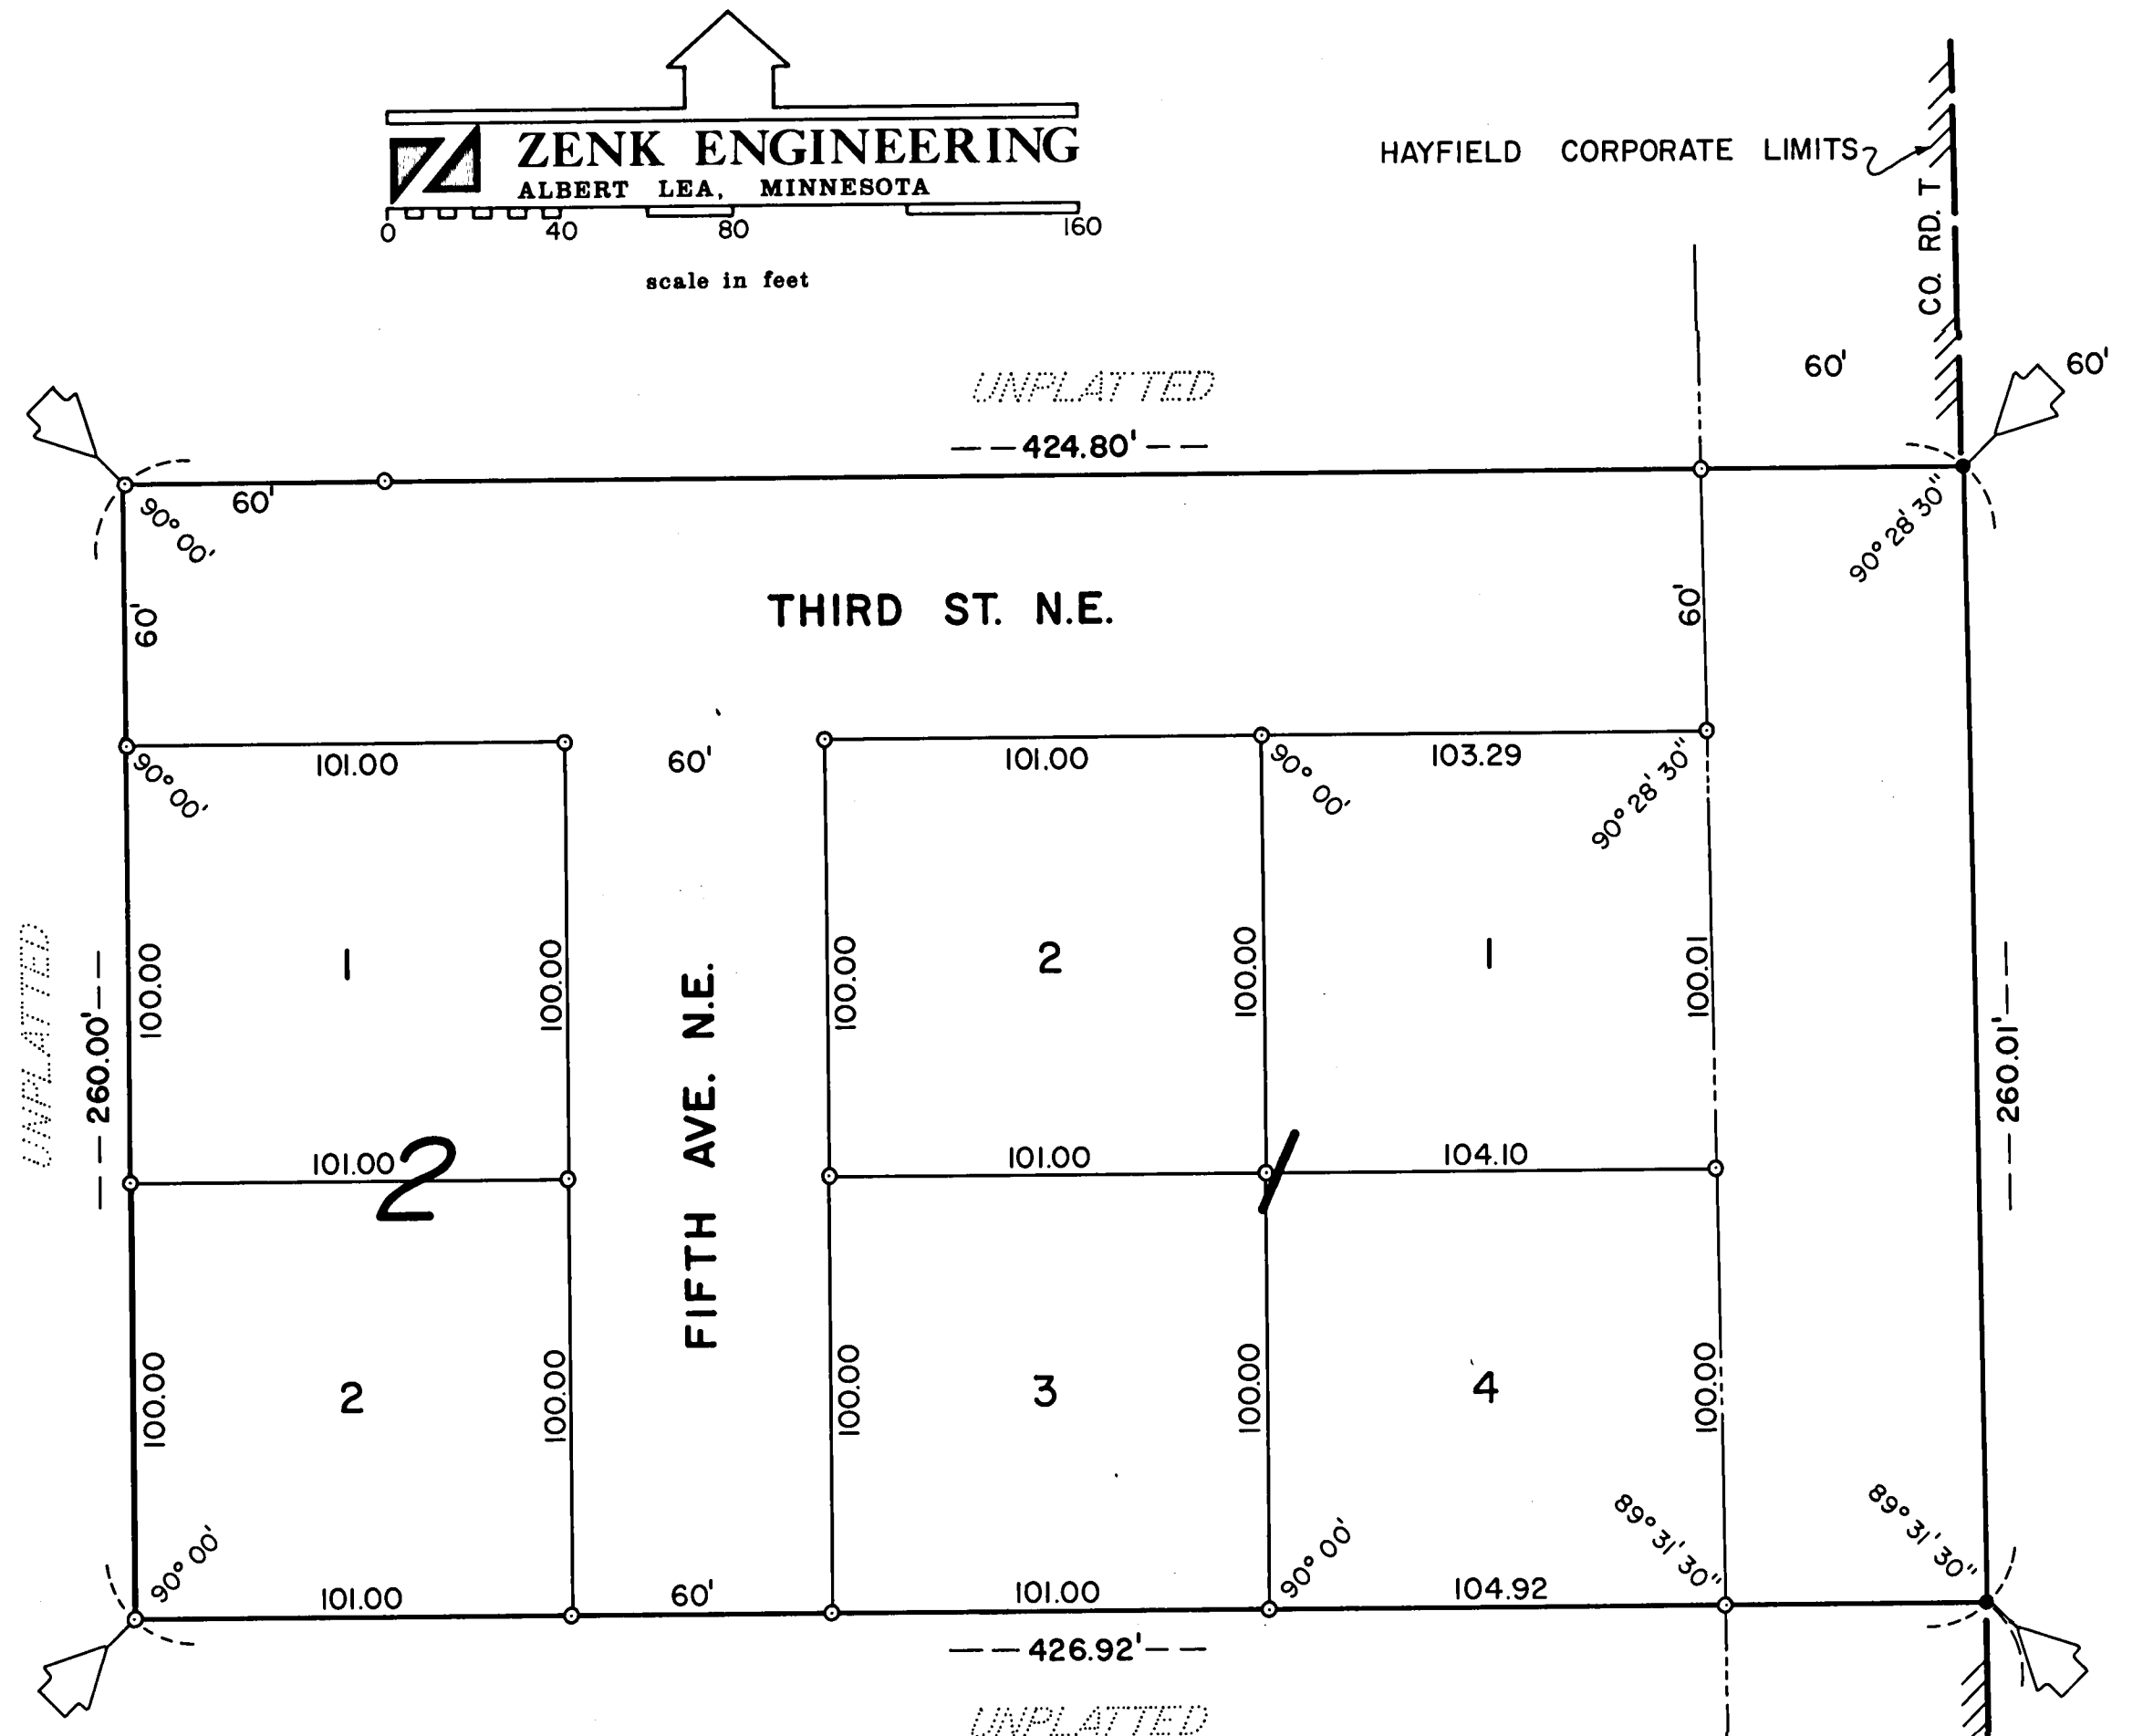 ZENK ENGINEERING
ALBERT LEA, MINNESOTA
0 40 80 160
scale in feet
HAYFIELD CORPORATE LIMITS
CO. RD. T
60' 60'
UNPLATTED
424.80'
60'
90° 00'
90° 28' 30"
60'
THIRD ST. N.E.
60'
101.00
60'
101.00
103.29
90° 00'
90° 00'
90° 28' 30"
UNPLATTED
260.00'
100.00
1
100.00
FIFTH AVE. N.E.
100.00
2
100.00
1
100.01
260.01'
101.00
2
101.00
1
104.10
100.00
2
100.00
100.00
3
100.00
4
100.00
90° 00'
90° 00'
89° 31' 30"
89° 31' 30"
101.00
60'
101.00
104.92
426.92'
UNPLATTED